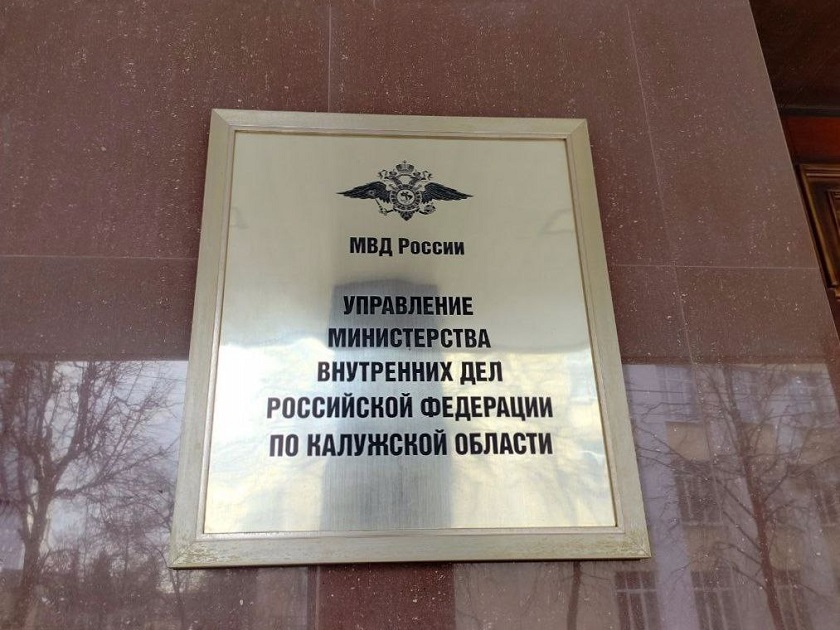 МВД России
УПРАВЛЕНИЕ
МИНИСТЕРСТВА
ВНУТРЕННИХ ДЕЛ
РОССИЙСКОЙ ФЕДЕРАЦИИ
ПО КАЛУЖСКОЙ ОБЛАСТИ